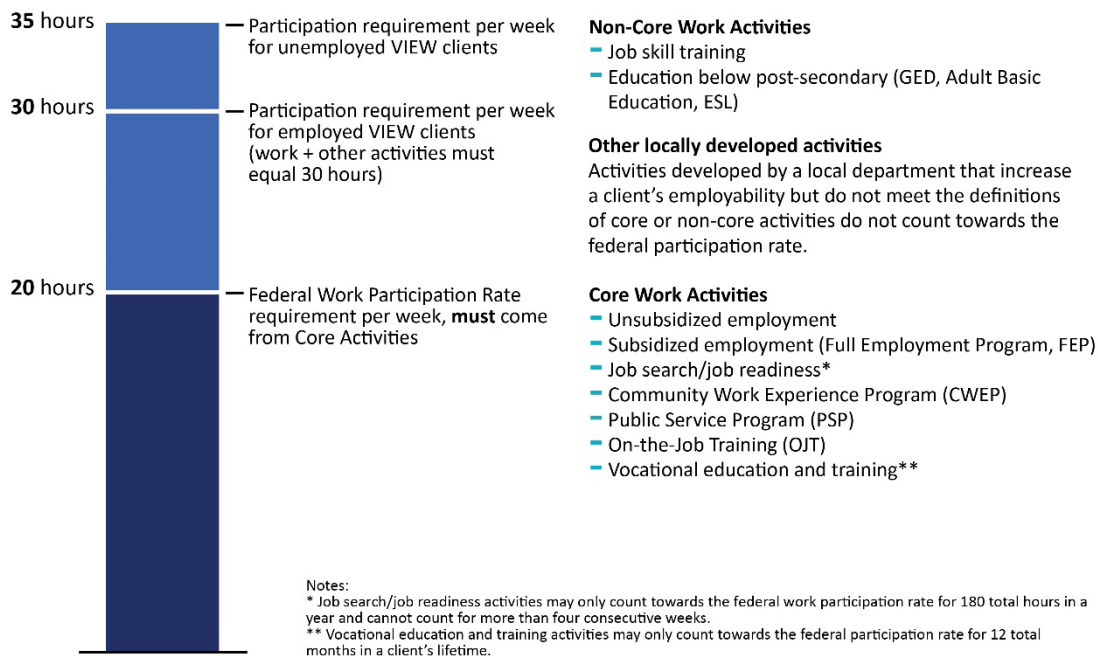 35 hours
Participation requirement per week
for unemployed VIEW clients
30 hours
Participation requirement per week
for employed VIEW clients
(work + other activities must
equal 30 hours)
20 hours
Federal Work Participation Rate
requirement per week, must come
from Core Activities
Non-Core Work Activities
Job skill training
Education below post-secondary (GED, Adult Basic
Education, ESL)
Other locally developed activities
Activities developed by a local department that increase
a client’s employability but do not meet the definitions
of core or non-core activities do not count towards the
federal participation rate.
Core Work Activities
Unsubsidized employment
Subsidized employment (Full Employment Program, FEP)
Job search/job readiness*
Community Work Experience Program (CWEP)
Public Service Program (PSP)
On-the-Job Training (OJT)
Vocational education and training**
Notes:
* Job search/job readiness activities may only count towards the federal work participation rate for 180 total hours in a
year and cannot count for more than four consecutive weeks.
** Vocational education and training activities may only count towards the federal participation rate for 12 total
months in a client’s lifetime.